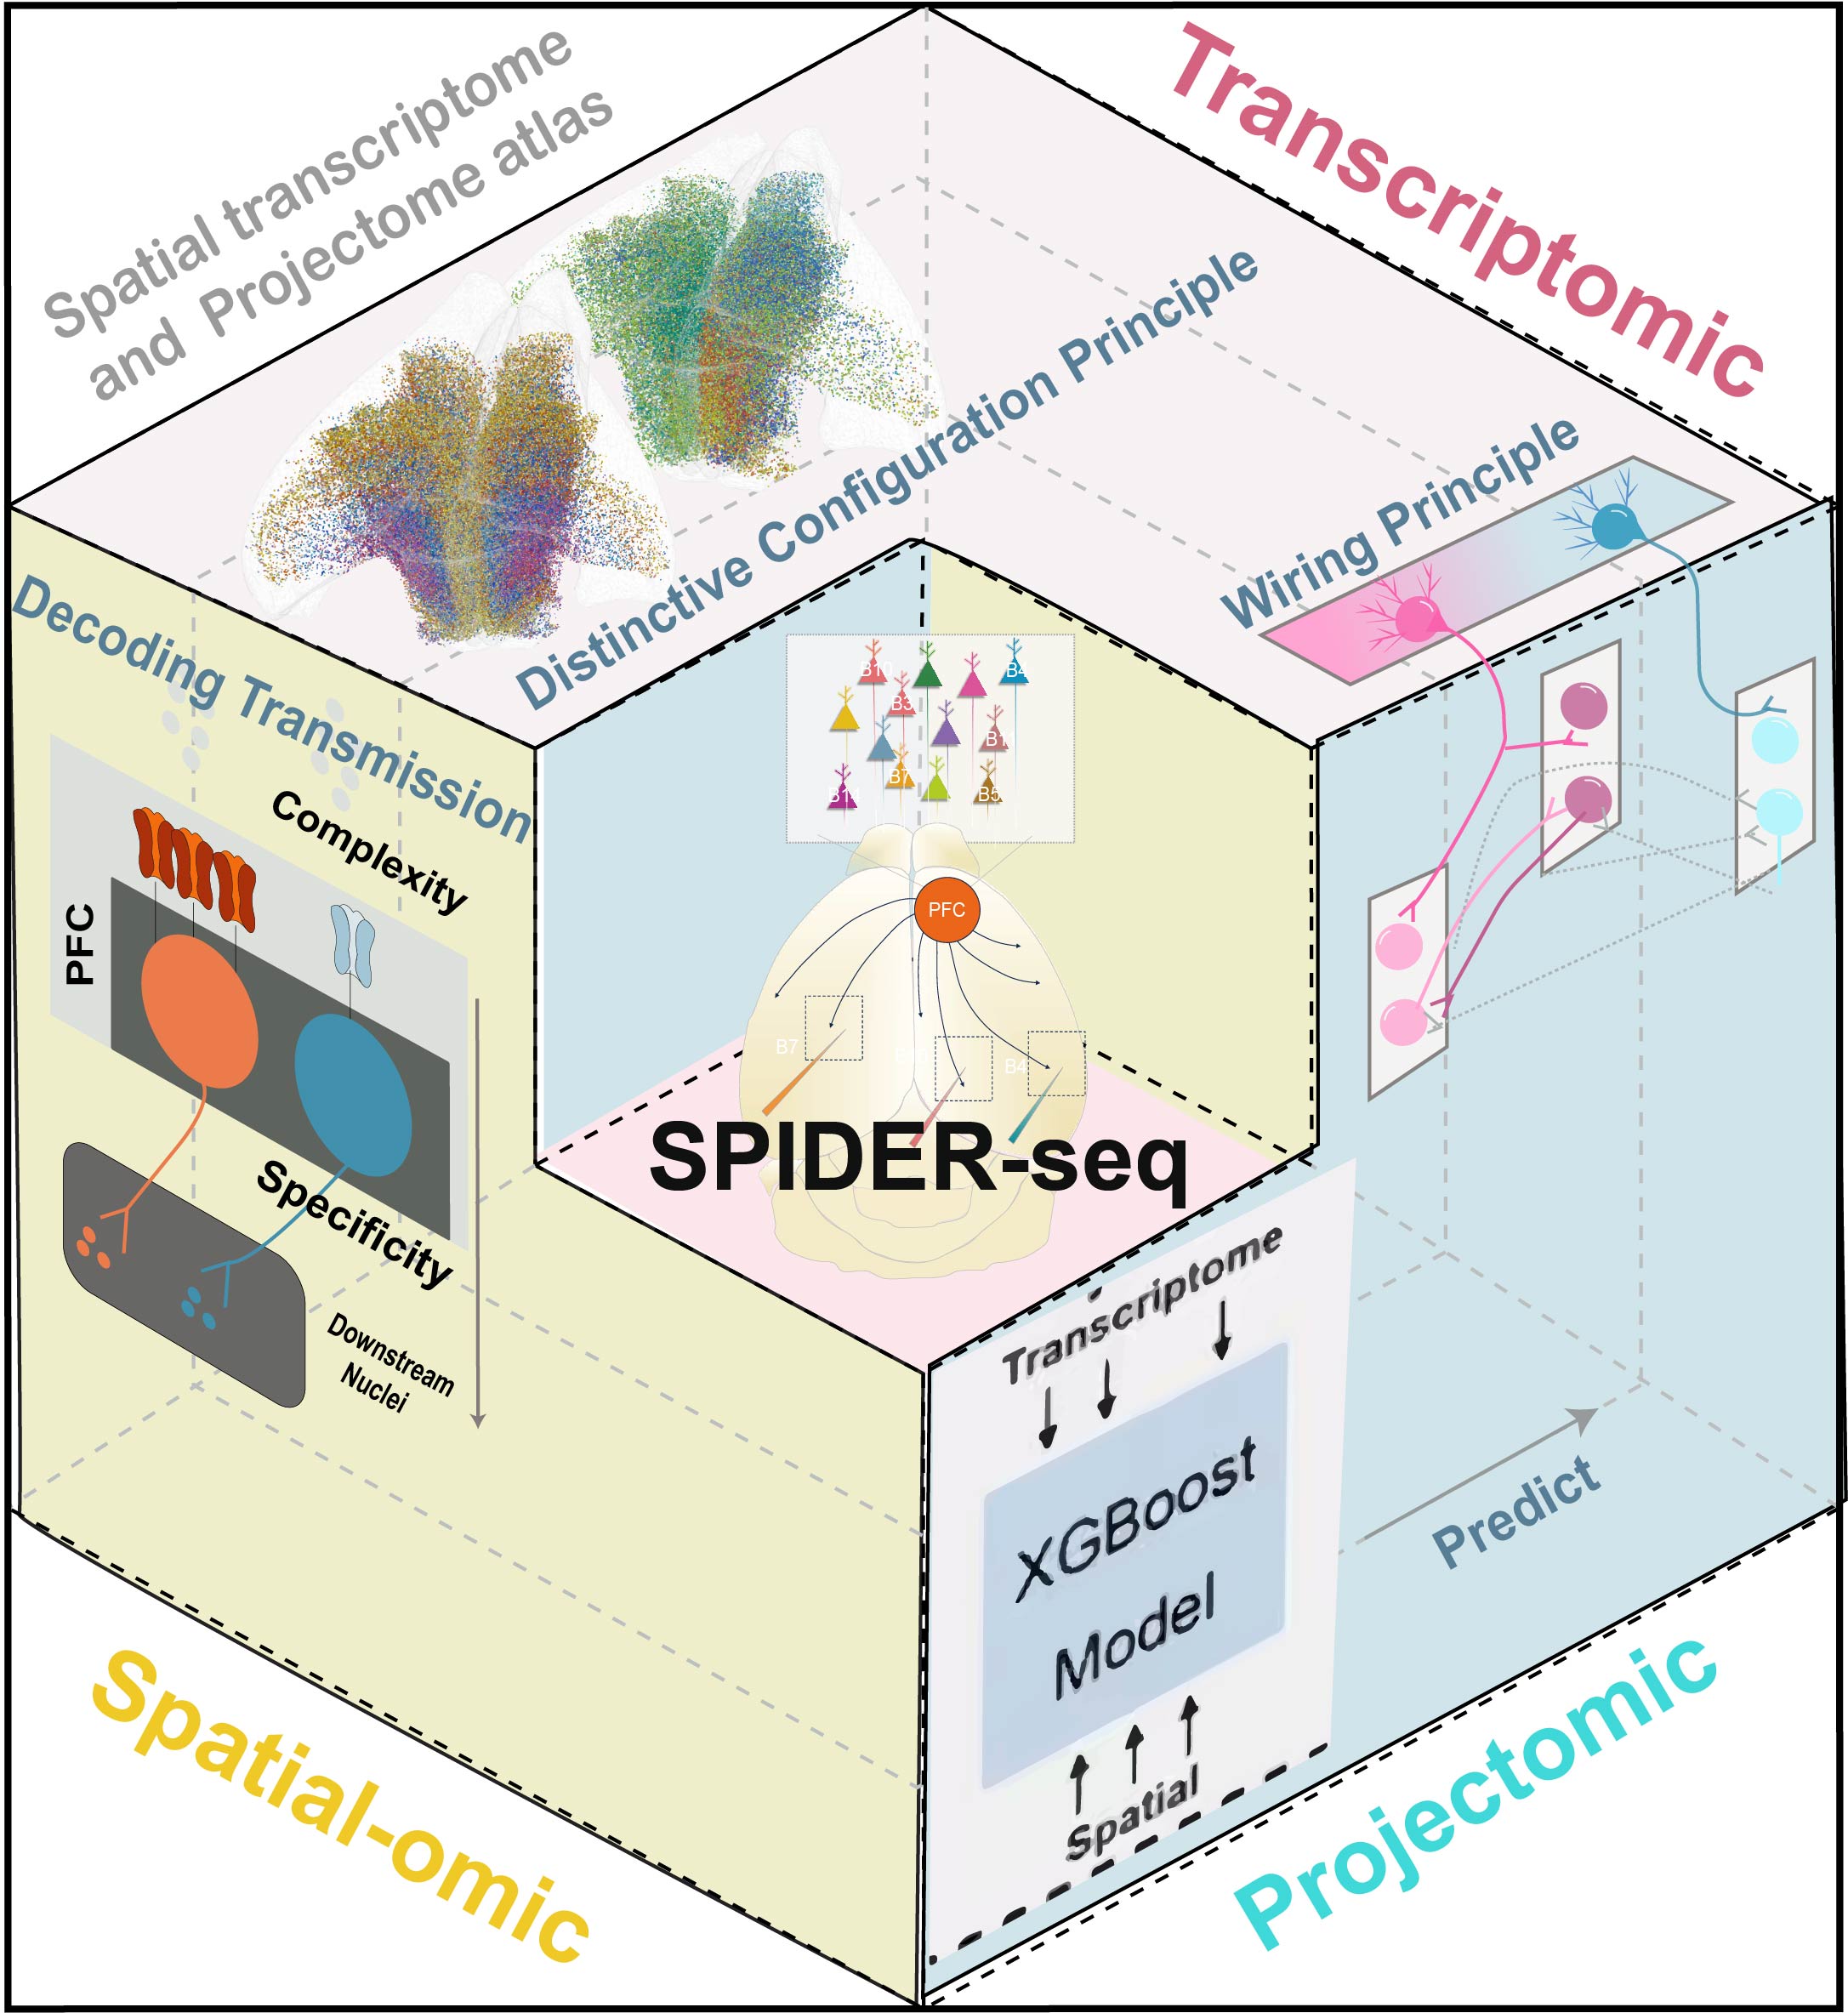 Spatial transcriptome
and Projectome atlas
Transcriptomic
Distinctive Configuration Principle
Wiring Principle
Decoding Transmission
Complexity
PFC
Specificity
Downstream
Nuclei
B10
B4
B3
B7
B14
B5
PFC
B7
B4
SPIDER-seq
Transcriptome
XGBoost
Model
Spatial
Predict
Spatial-omic
Projectomic